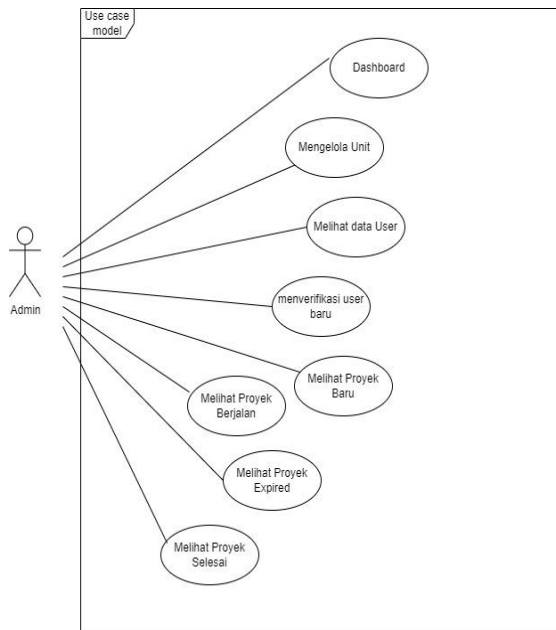 Use case
model
Dashboard
Mengelola Unit
Melihat data User
menverifikasi user
baru
Admin
Melihat Proyek
Baru
Melihat Proyek
Berjalan
Melihat Proyek
Expired
Melihat Proyek
Selesai